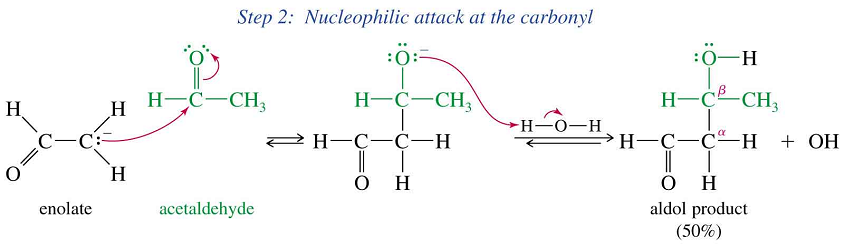 Step 2: Nucleophilic attack at the carbonyl
H
O
C
C:−
H
H
enolate
:O:
H—C—CH3
acetaldehyde
:O:−
H—C—CH3
H—C—C—H
O H
H—O—H
:O—H
H—C β—CH3
H—C—C α—H + OH
O H
aldol product
(50%)